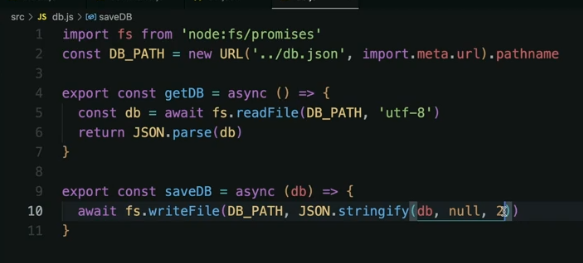 src > JS db.js > saveDB
1 import fs from 'node:fs/promises'
2 const DB_PATH = new URL('../db.json', import.meta.url).pathname
3
4 export const getDB = async () => {
5 const db = await fs.readFile(DB_PATH, 'utf-8')
6 return JSON.parse(db)
7 }
8
9 export const saveDB = async (db) => {
10 await fs.writeFile(DB_PATH, JSON.stringify(db, null, 2))
11 }